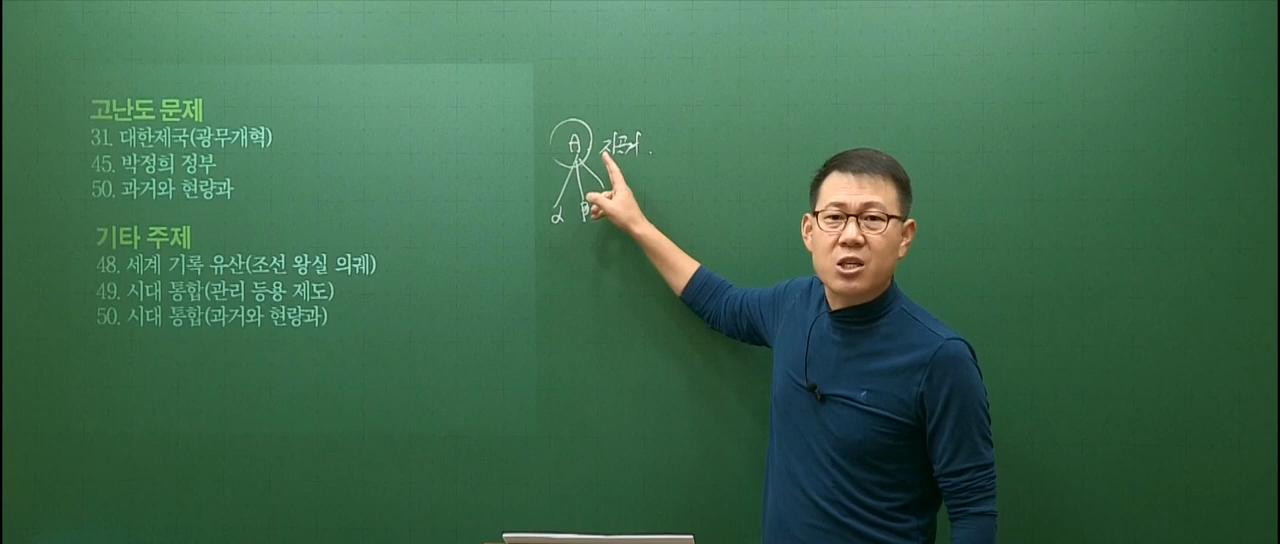 고난도 문제
31. 대한제국(광무개혁)
45. 박정희 정부
50. 과거와 현량과
기타 주제
48. 세계 기록 유산(조선 왕실 의궤)
49. 시대 통합(관리 등용 제도)
50. 시대 통합(과거와 현량과)
A 지공거.
α β